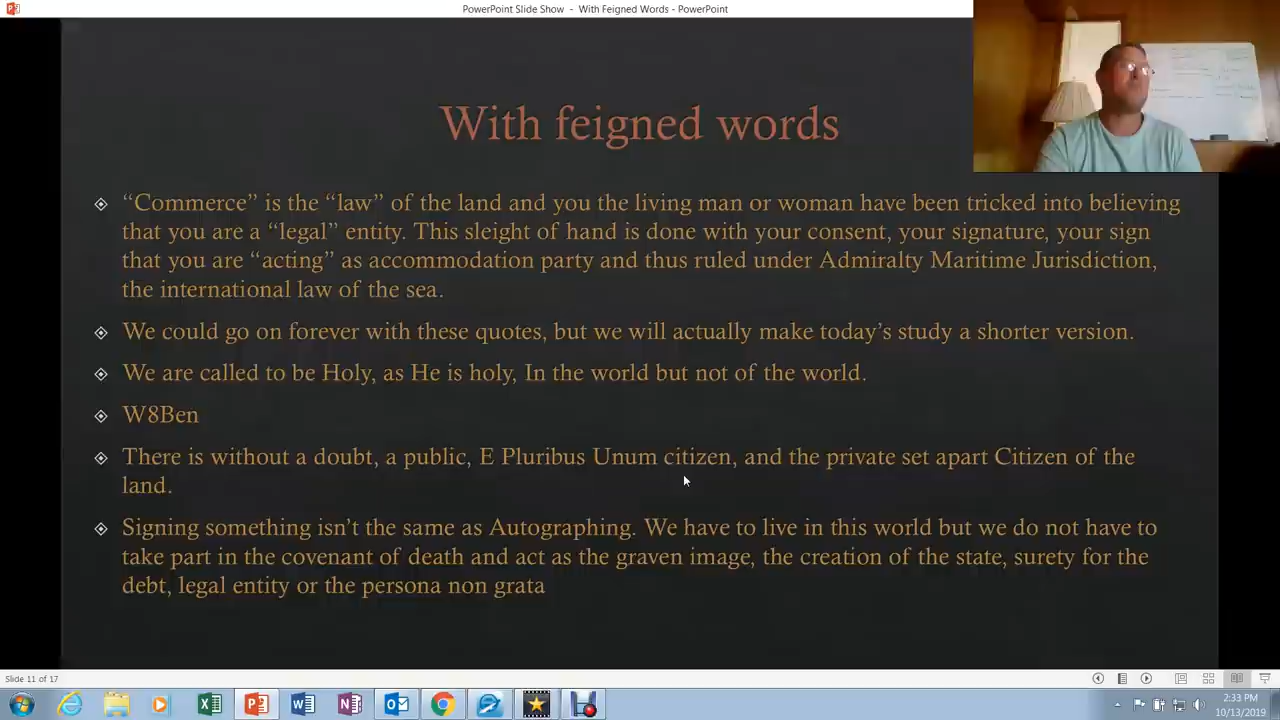 PowerPoint Slide Show - With Feigned Words - PowerPoint
With feigned words
“Commerce” is the “law” of the land and you the living man or woman have been tricked into believing
that you are a “legal” entity. This sleight of hand is done with your consent, your signature, your sign
that you are “acting” as accommodation party and thus ruled under Admiralty Maritime Jurisdiction,
the international law of the sea.
We could go on forever with these quotes, but we will actually make today’s study a shorter version.
We are called to be Holy, as He is holy, In the world but not of the world.
W8Ben
There is without a doubt, a public, E Pluribus Unum citizen, and the private set apart Citizen of the
land.
Signing something isn’t the same as Autographing. We have to live in this world but we do not have to
take part in the covenant of death and act as the graven image, the creation of the state, surety for the
debt, legal entity or the persona non grata
Slide 11 of 17
2:33 PM
10/13/2019